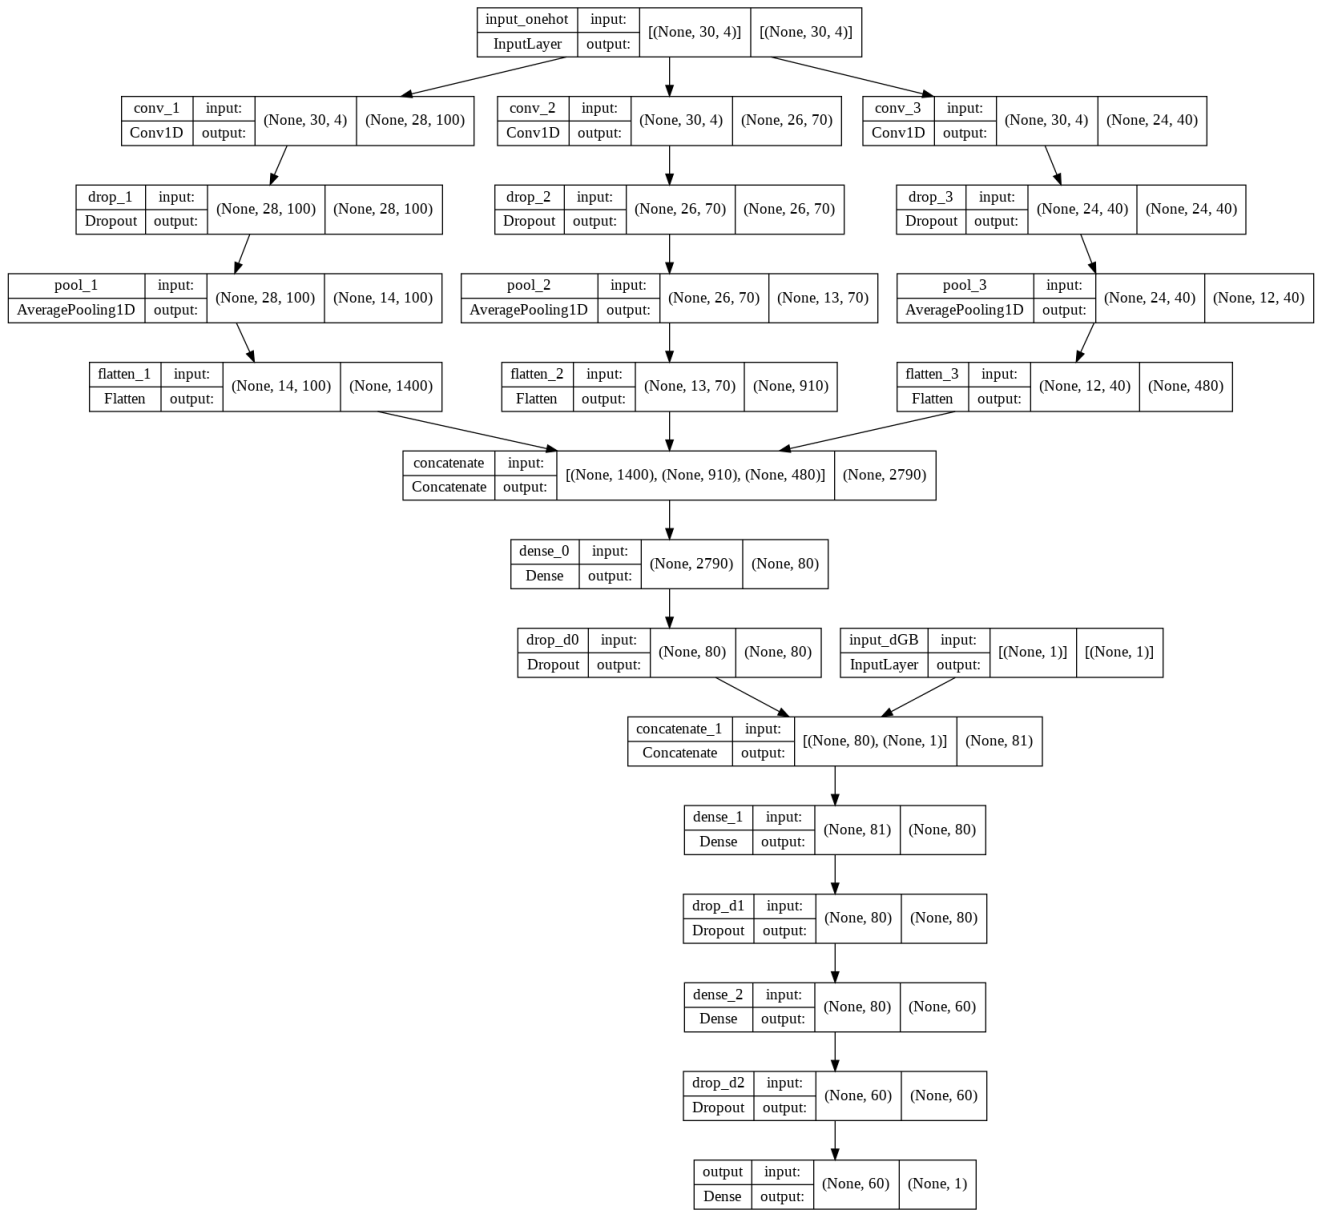 input_onehot input: [(None, 30, 4)] [(None, 30, 4)]
InputLayer output:
conv_1 input: (None, 30, 4) (None, 28, 100)
Conv1D output:
conv_2 input: (None, 30, 4) (None, 26, 70)
Conv1D output:
conv_3 input: (None, 30, 4) (None, 24, 40)
Conv1D output:
drop_1 input: (None, 28, 100) (None, 28, 100)
Dropout output:
drop_2 input: (None, 26, 70) (None, 26, 70)
Dropout output:
drop_3 input: (None, 24, 40) (None, 24, 40)
Dropout output:
pool_1 input: (None, 28, 100) (None, 14, 100)
AveragePooling1D output:
pool_2 input: (None, 26, 70) (None, 13, 70)
AveragePooling1D output:
pool_3 input: (None, 24, 40) (None, 12, 40)
AveragePooling1D output:
flatten_1 input: (None, 14, 100) (None, 1400)
Flatten output:
flatten_2 input: (None, 13, 70) (None, 910)
Flatten output:
flatten_3 input: (None, 12, 40) (None, 480)
Flatten output:
concatenate input: [(None, 1400), (None, 910), (None, 480)] (None, 2790)
Concatenate output:
dense_0 input: (None, 2790) (None, 80)
Dense output:
drop_d0 input: (None, 80) (None, 80)
Dropout output:
input_dGB input: [(None, 1)] [(None, 1)]
InputLayer output:
concatenate_1 input: [(None, 80), (None, 1)] (None, 81)
Concatenate output:
dense_1 input: (None, 81) (None, 80)
Dense output:
drop_d1 input: (None, 80) (None, 80)
Dropout output:
dense_2 input: (None, 80) (None, 60)
Dense output:
drop_d2 input: (None, 60) (None, 60)
Dropout output:
output input: (None, 60) (None, 1)
Dense output: